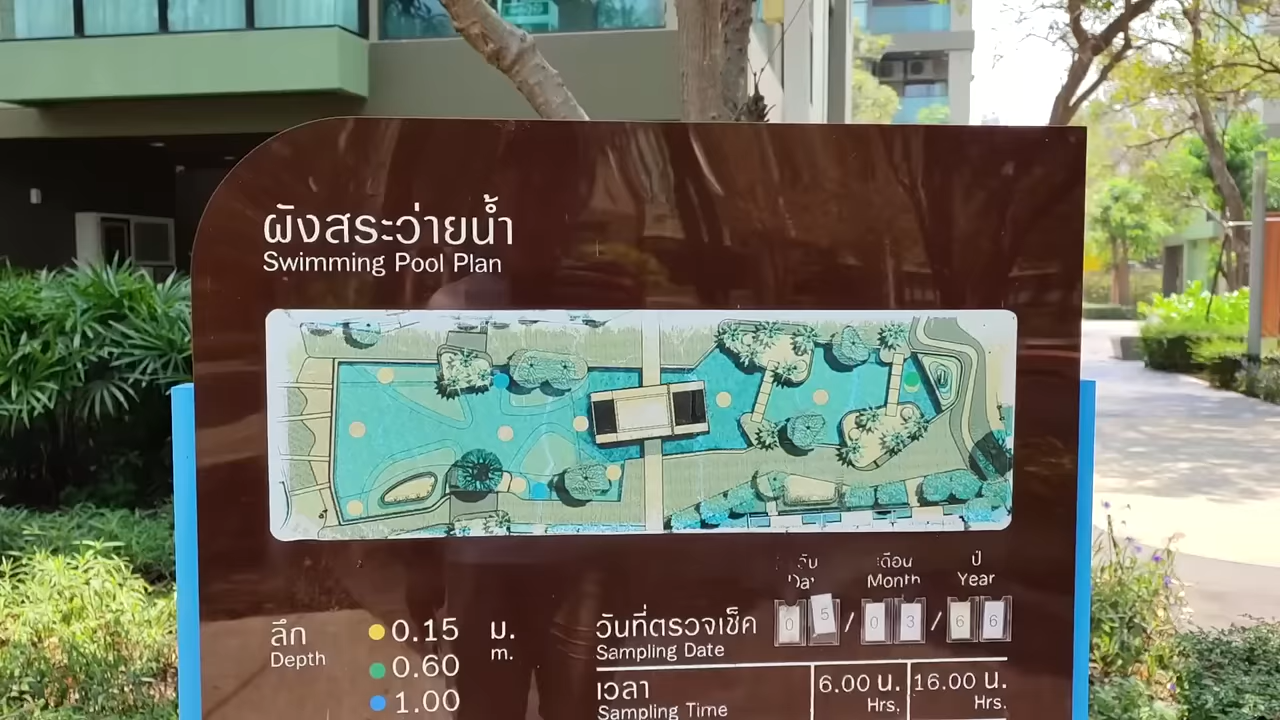 ผังสระว่ายน้ำ
Swimming Pool Plan
ลึก
Depth
0.15 ม.
m.
0.60
1.00
เดือน ปี
Month Year
วันที่ตรวจเช็ค 0 5 / 0 3 / 6 6
Sampling Date
เวลา 6.00 น. 16.00 น.
Sampling Time Hrs. Hrs.